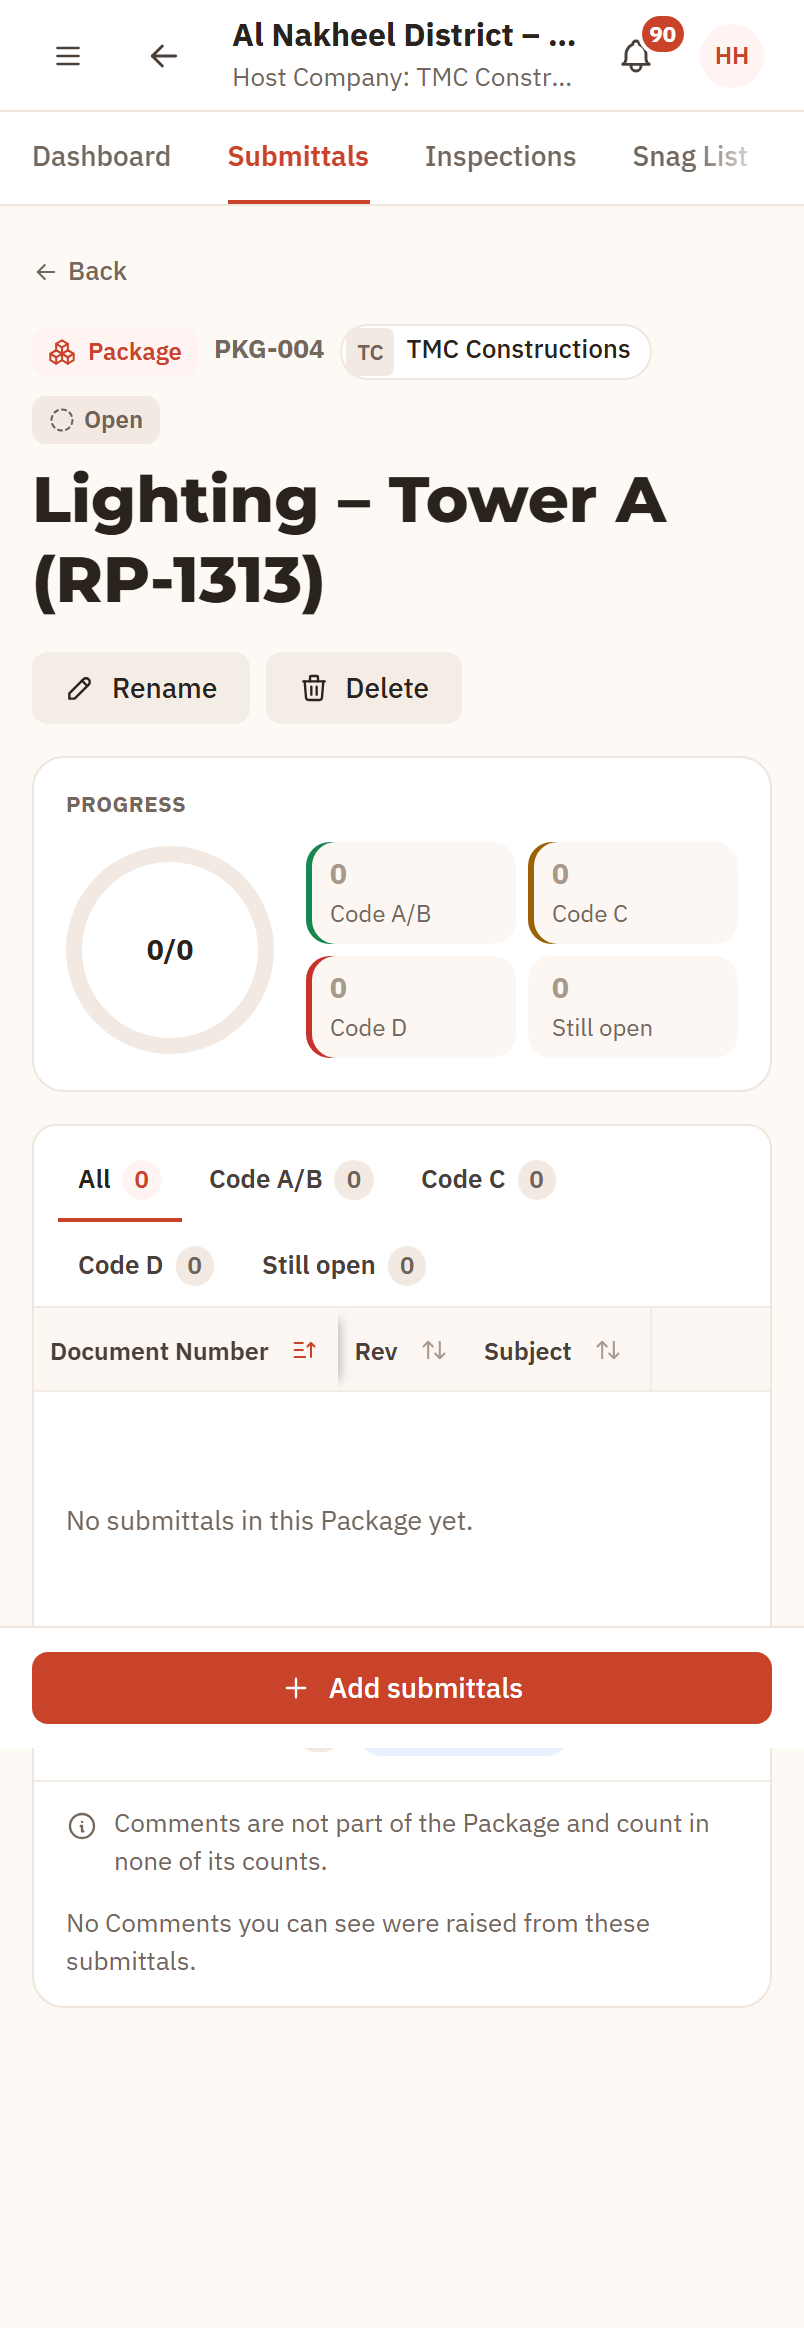 Al Nakheel District – ...
90
HH
Host Company: TMC Constr...
Dashboard
Submittals
Inspections
Snag List
Back
Package
PKG-004
TC
TMC Constructions
Open
Lighting – Tower A
(RP-1313)
Rename
Delete
PROGRESS
0/0
0
Code A/B
0
Code C
0
Code D
0
Still open
All 0
Code A/B 0
Code C 0
Code D 0
Still open 0
Document Number
Rev
Subject
No submittals in this Package yet.
Add submittals
Comments are not part of the Package and count in
none of its counts.
No Comments you can see were raised from these
submittals.